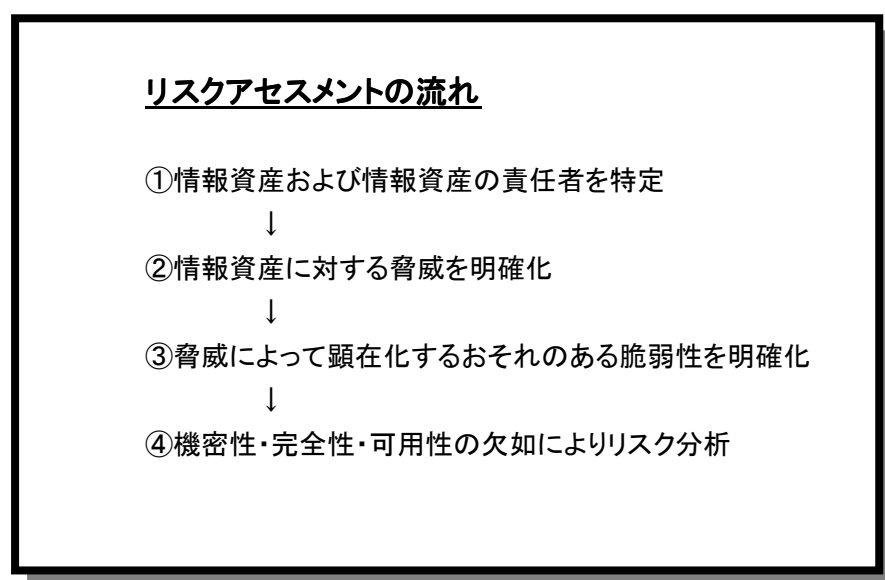 リスクアセスメントの流れ
①情報資産および情報資産の責任者を特定
↓
②情報資産に対する脅威を明確化
↓
③脅威によって顕在化するおそれのある脆弱性を明確化
↓
④機密性・完全性・可用性の欠如によりリスク分析